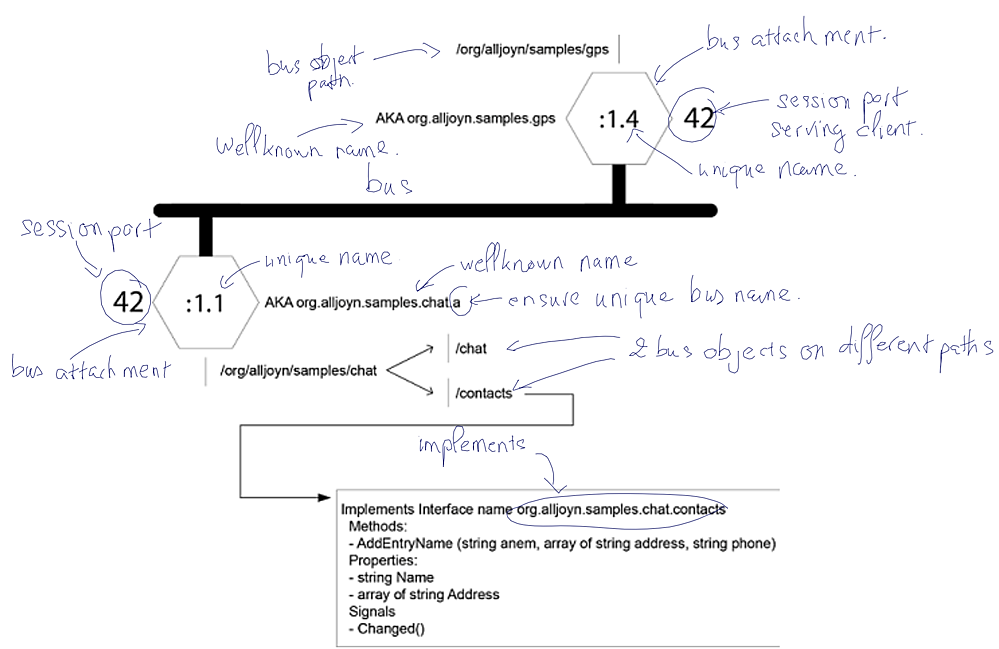 /org/alljoyn/samples/gps
bus attachment.
bus object
path.
AKA org.alljoyn.samples.gps
:1.4
42
session port
serving client.
Wellknown name.
unique name.
bus
session port
unique name
wellknown name
42
:1.1
AKA org.alljoyn.samples.chat.a
ensure unique bus name.
bus attachment
/org/alljoyn/samples/chat
/chat
2 bus objects on different paths
/contacts
implements
Implements Interface name org.alljoyn.samples.chat.contacts
Methods:
- AddEntryName (string anem, array of string address, string phone)
Properties:
- string Name
- array of string Address
Signals
- Changed()